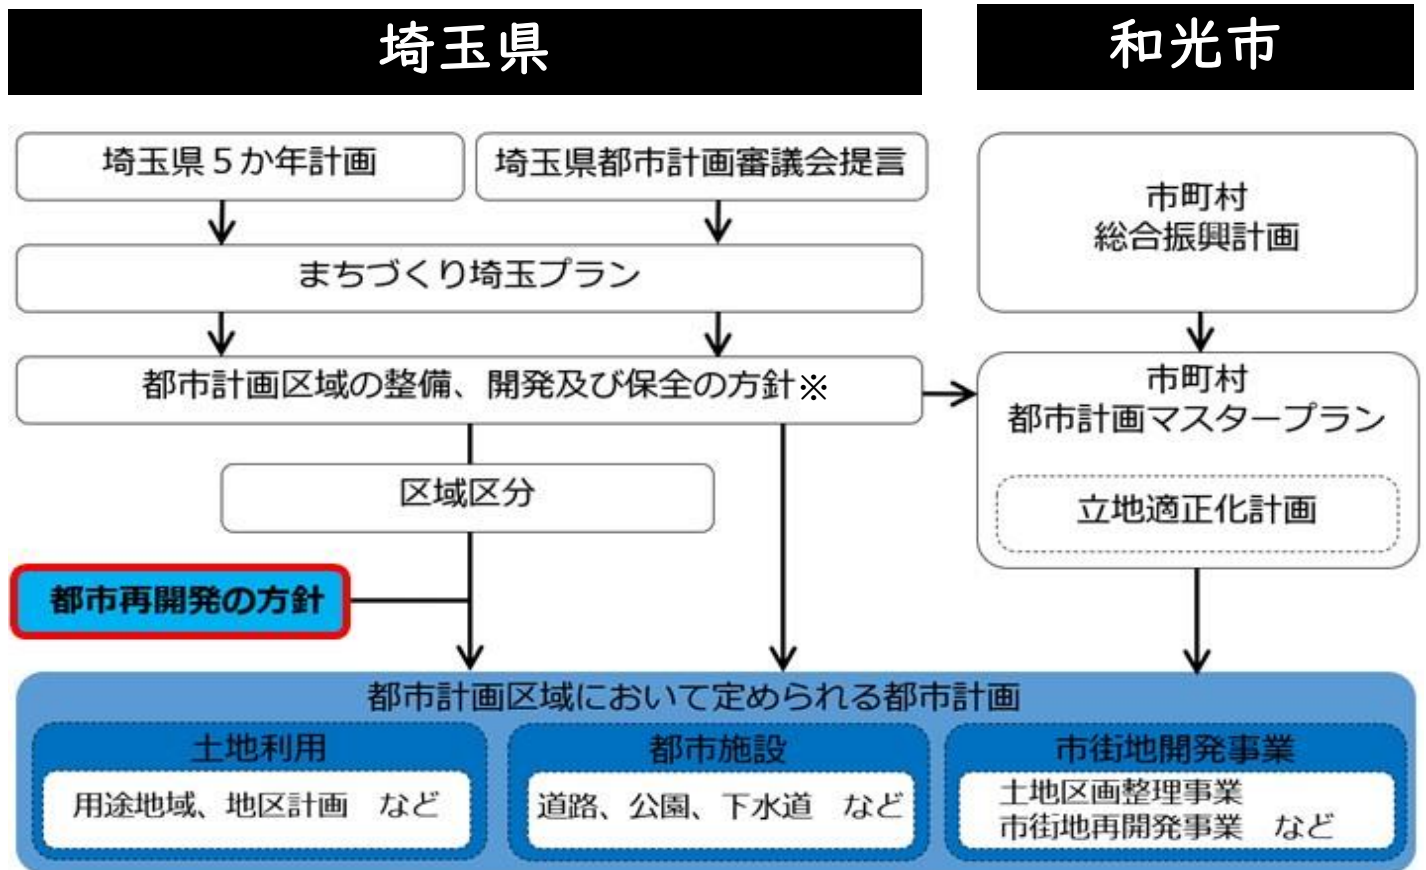 埼玉県
和光市
埼玉県５か年計画
埼玉県都市計画審議会提言
まちづくり埼玉プラン
都市計画区域の整備、開発及び保全の方針※
区域区分
都市再開発の方針
市町村
総合振興計画
市町村
都市計画マスタープラン
立地適正化計画
都市計画区域において定められる都市計画
土地利用
用途地域、地区計画　など
都市施設
道路、公園、下水道　など
市街地開発事業
土地区画整理事業
市街地再開発事業　など